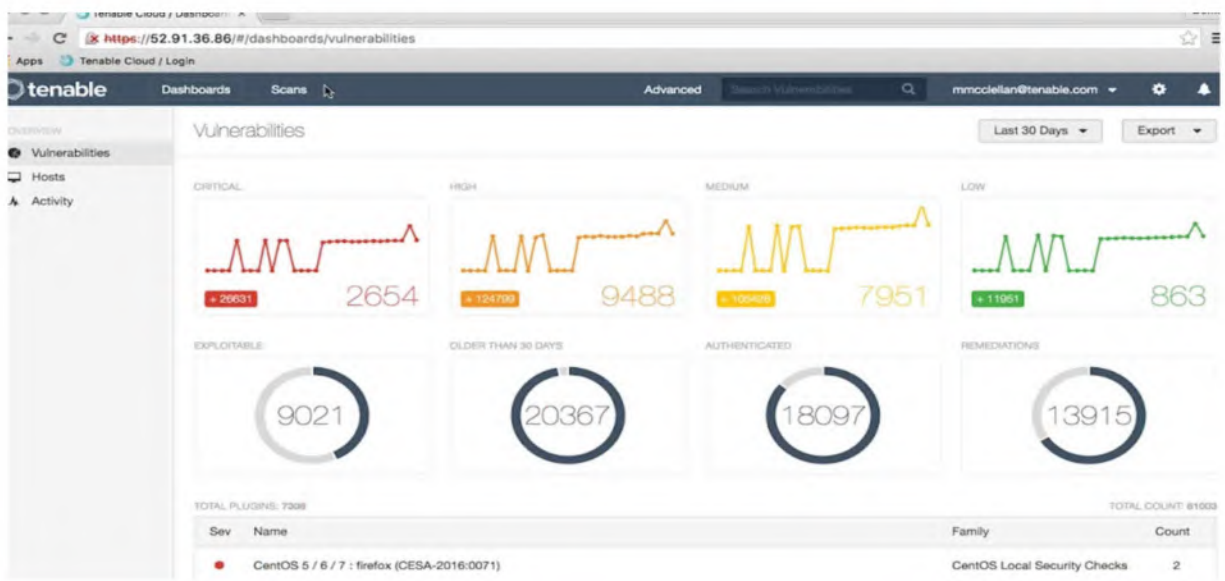 Tenable Cloud / Dashboard
https://52.91.36.86/#/dashboards/vulnerabilities
Apps Tenable Cloud / Login
tenable Dashboards Scans Advanced Search Vulnerabilities mmcclellan@tenable.com
OVERVIEW
Vulnerabilities
Hosts
Activity
Vulnerabilities Last 30 Days Export
CRITICAL HIGH MEDIUM LOW
+ 26631 2654 + 124799 9488 + 105428 7951 + 11951 863
EXPLOITABLE OLDER THAN 30 DAYS AUTHENTICATED REMEDIATIONS
9021 20367 18097 13915
TOTAL PLUGINS: TOTAL COUNT: 81003
Sev Name Family Count
CentOS 5 / 6 / 7 : firefox (CESA-2016:0071) CentOS Local Security Checks 2